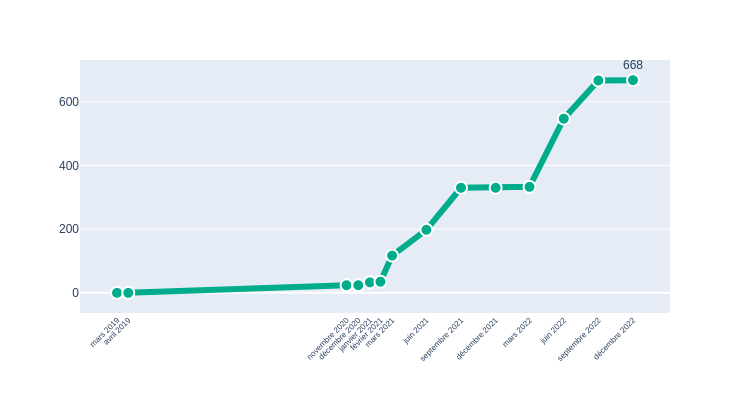 668
600
400
200
0
mars 2019
avril 2019
novembre 2020
décembre 2020
janvier 2021
février 2021
mars 2021
juin 2021
septembre 2021
décembre 2021
mars 2022
juin 2022
septembre 2022
décembre 2022